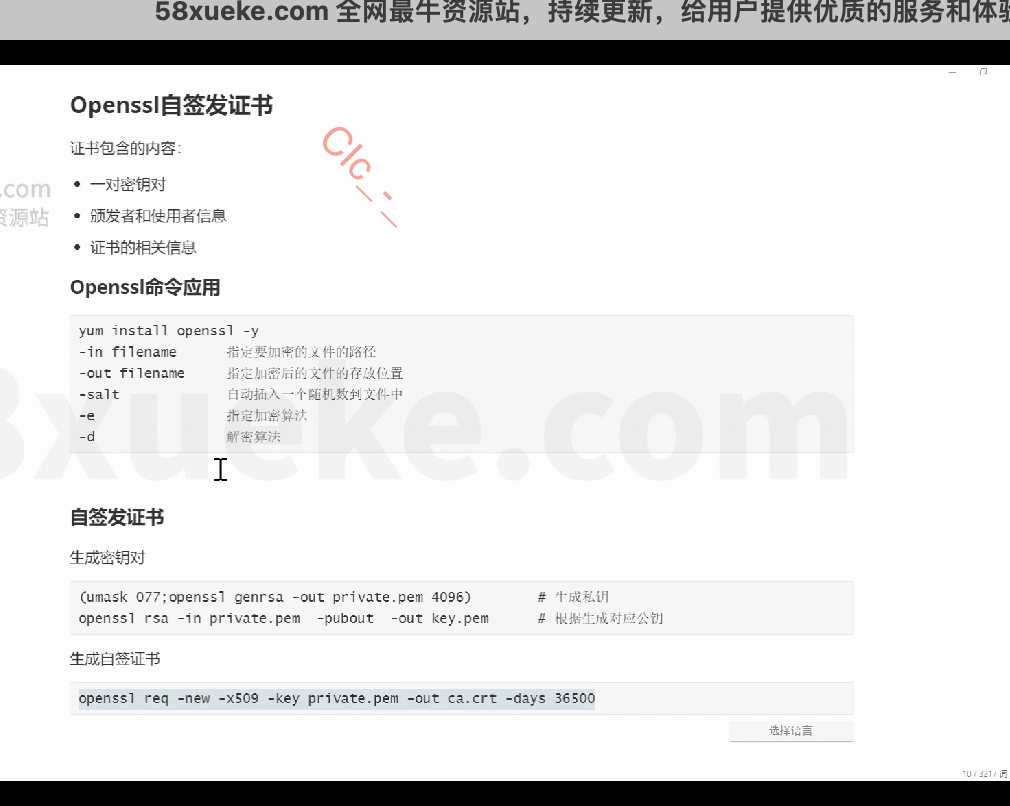 58xueke.com 全网最牛资源站，持续更新，给用户提供优质的服务和体验
Openssl自签发证书
证书包含的内容：
Clc_
.com
资源站
• 一对密钥对
• 颁发者和使用者信息
• 证书的相关信息
Openssl命令应用
yum install openssl -y
-in filename 指定要加密的文件的路径
-out filename 指定加密后的文件的存放位置
-salt 自动插入一个随机数到文件中
-e 指定加密算法
-d 解密算法
8xueke.com
自签发证书
生成密钥对
(umask 077;openssl genrsa -out private.pem 4096) # 生成私钥
openssl rsa -in private.pem -pubout -out key.pem # 根据生成对应公钥
生成自签证书
openssl req -new -x509 -key private.pem -out ca.crt -days 36500
选择语言
10 / 3217 词